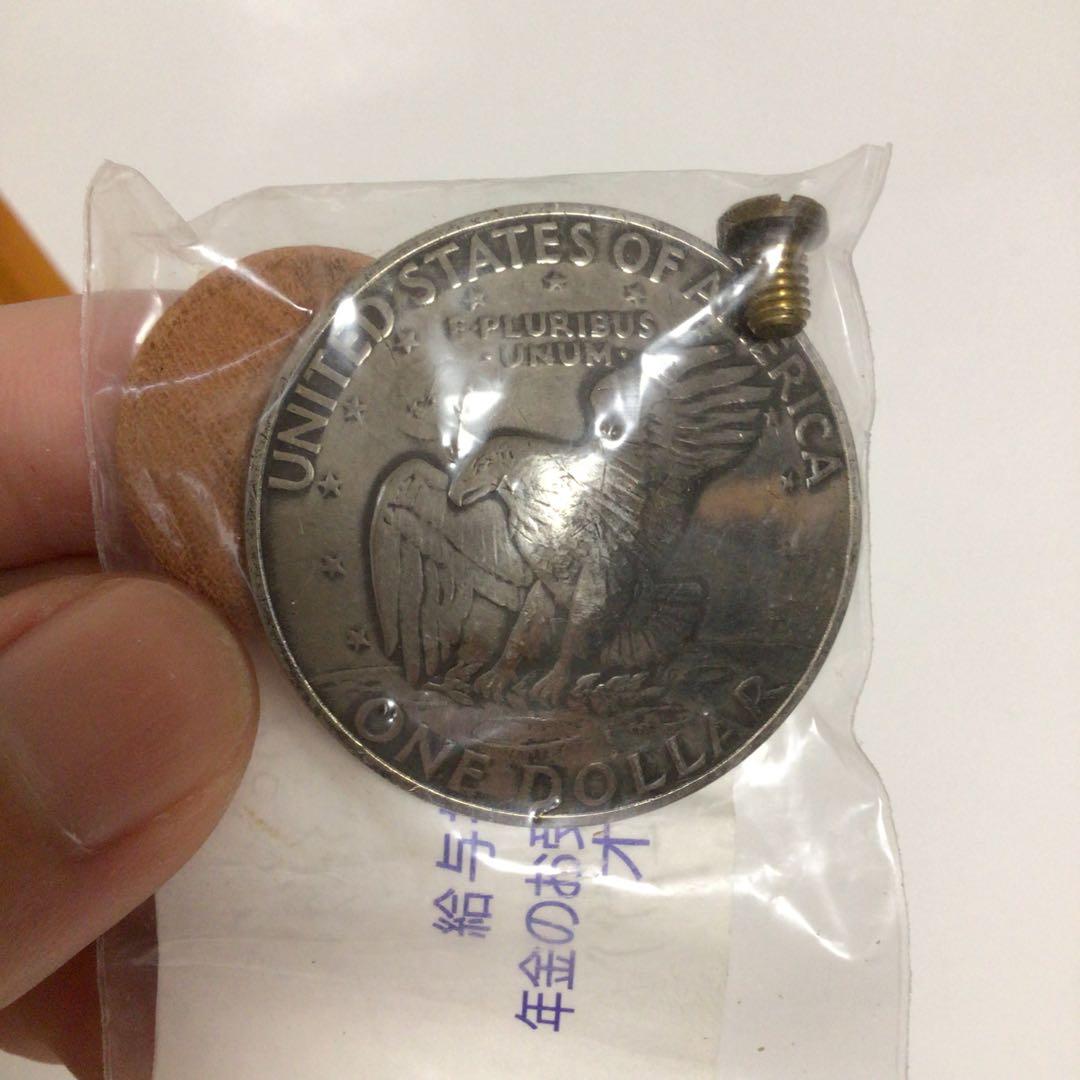 UNITED STATES OF AMERICA
E·PLURIBUS
·UNUM·
ONE DOLLAR
給与
年金のお